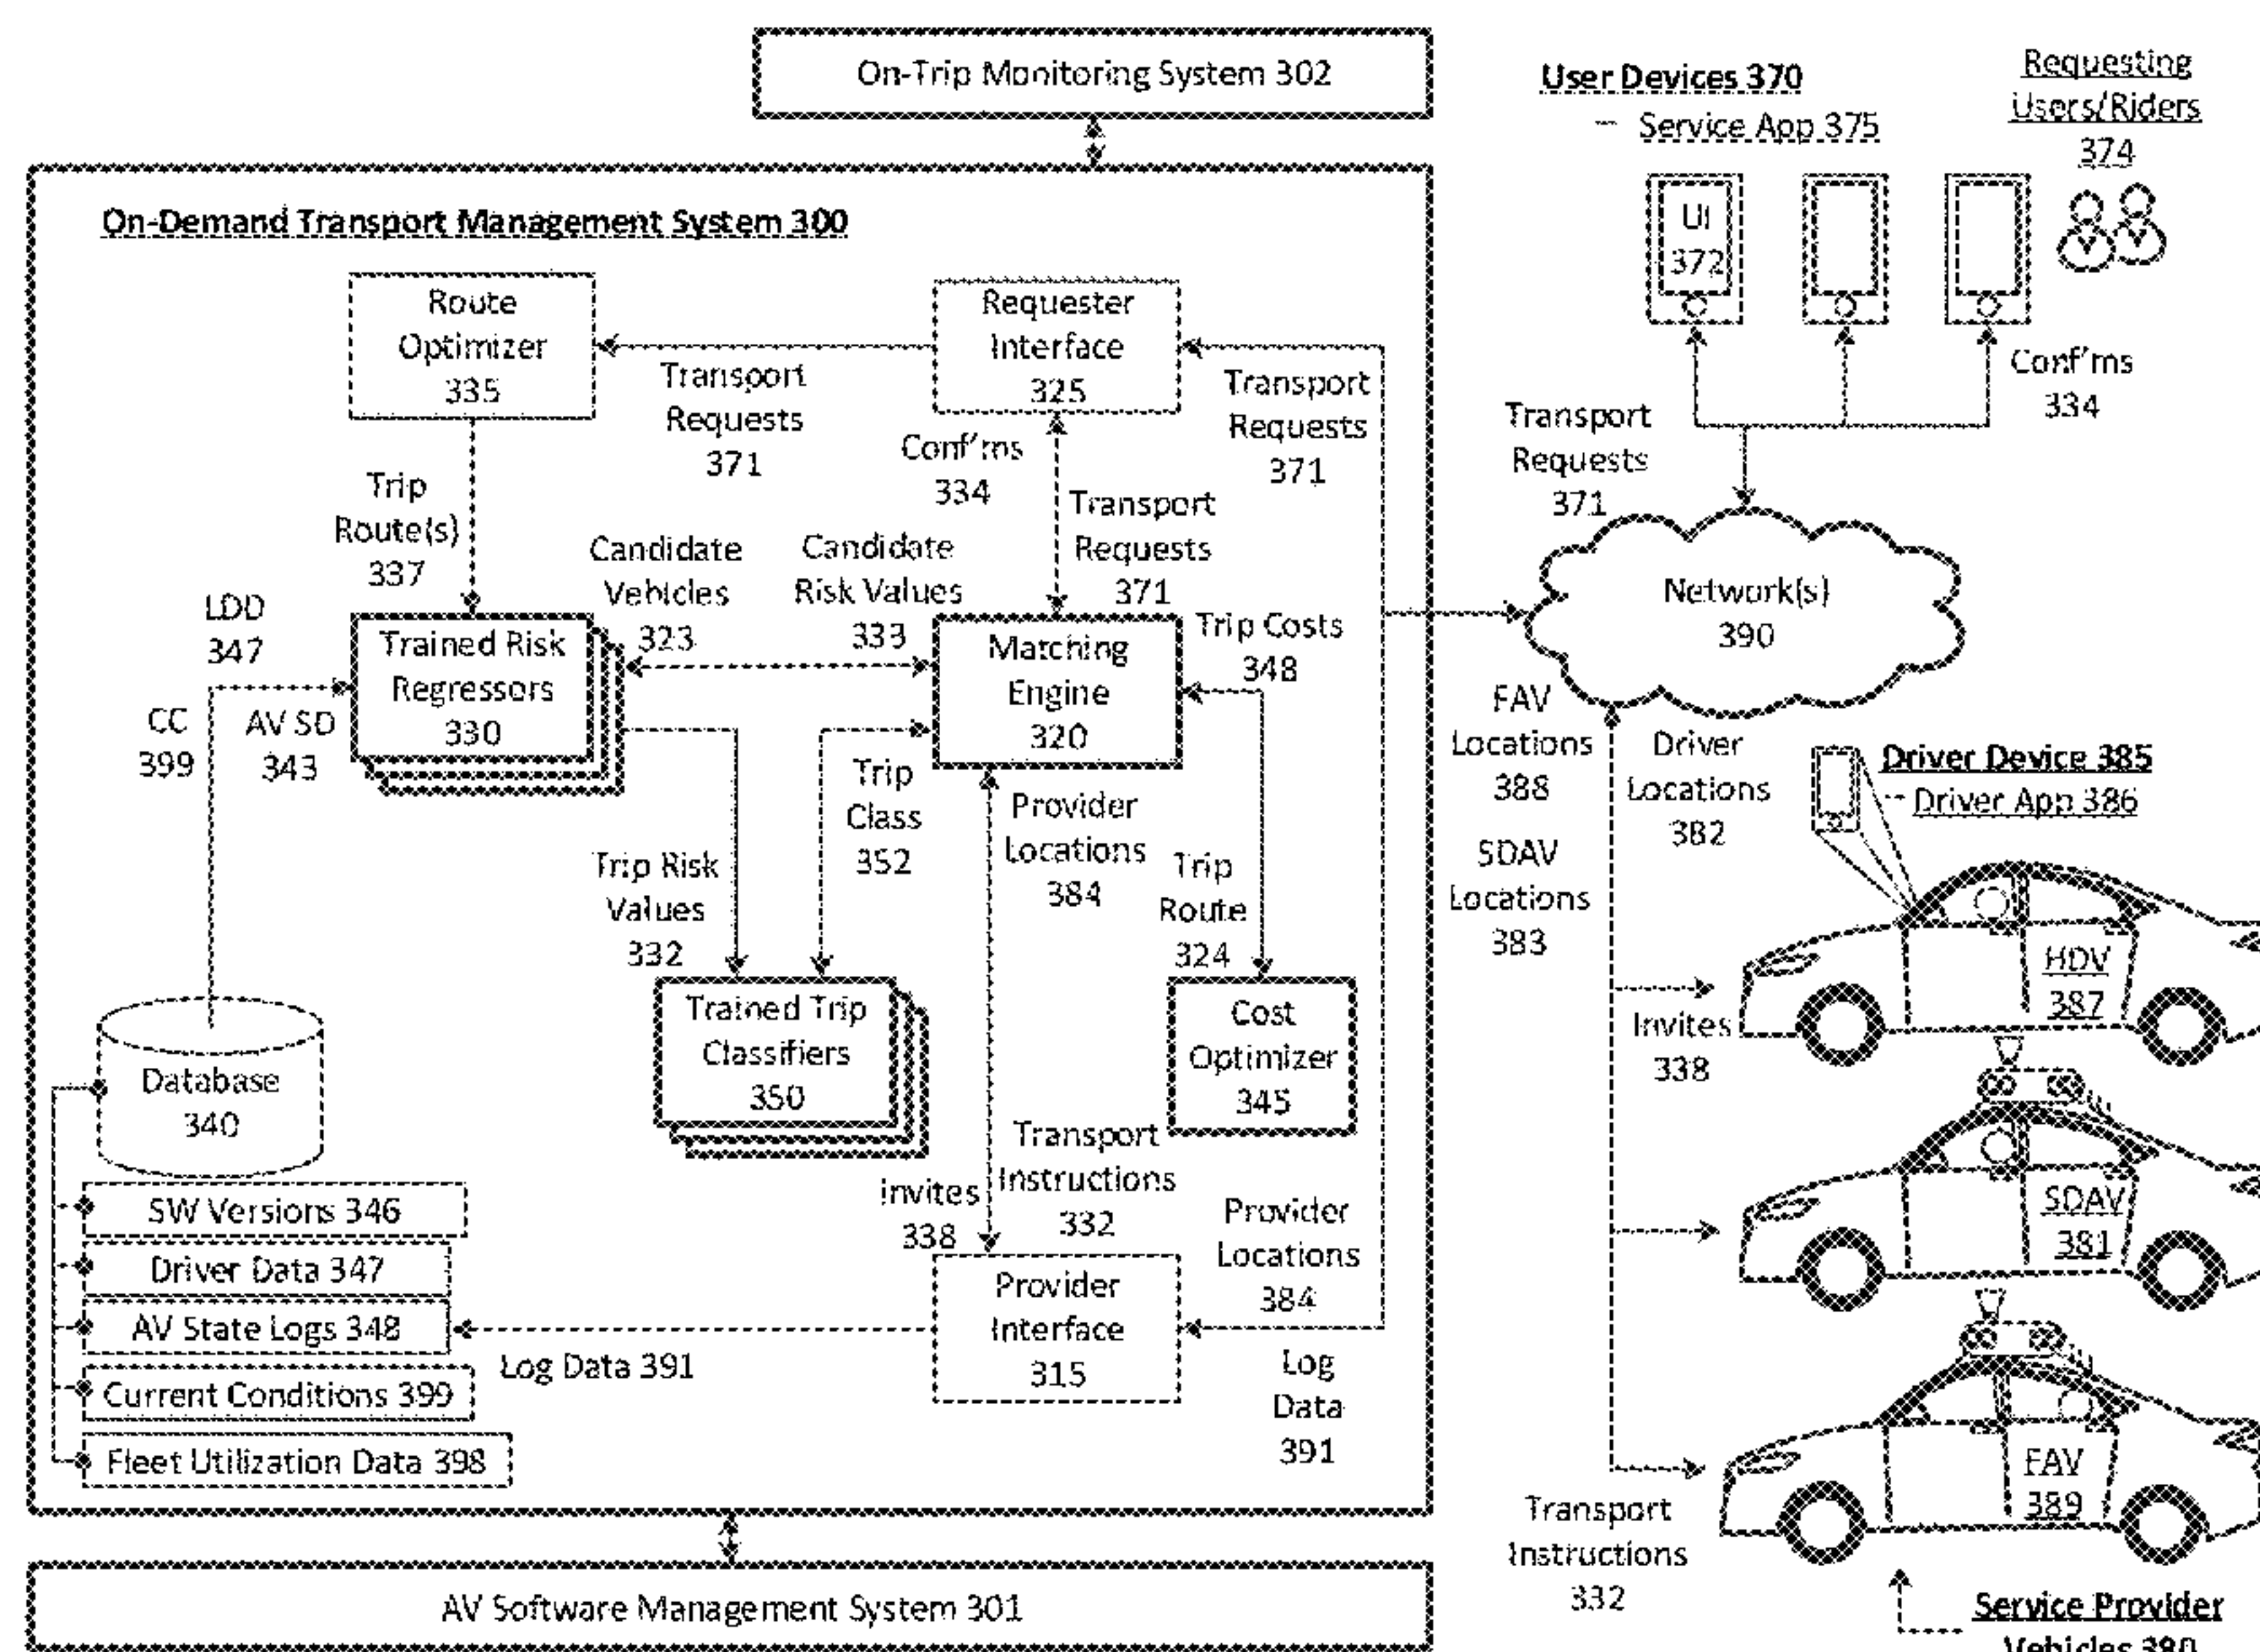 On-Trip Monitoring System 302
User Devices 370
– Service App 375
Requesting
Users/Riders
374
UI
372
On-Demand Transport Management System 300
Route
Optimizer
335
Requester
Interface
325
Transport
Requests
371
Transport
Requests
371
Conf'ms
334
Transport
Requests
371
Conf'ms
334
Transport
Requests
371
Trip
Route(s)
337
Candidate
Vehicles
323
Candidate
Risk Values
333
Network(s)
390
LDD
347
CC
399
AV SD
343
Trained Risk
Regressors
330
Matching
Engine
320
Trip Costs
348
FAV
Locations
388
Driver
Locations
382
SDAV
Locations
383
Driver Device 385
– Driver App 386
Trip
Class
352
Provider
Locations
384
Trip Risk
Values
332
Trip
Route
324
HDV
387
Invites
338
Trained Trip
Classifiers
350
Cost
Optimizer
345
Database
340
Transport
Instructions
332
Invites
338
Provider
Locations
384
SDAV
381
SW Versions 346
Driver Data 347
AV State Logs 348
Current Conditions 399
Fleet Utilization Data 398
Log Data 391
Provider
Interface
315
Log
Data
391
FAV
389
Transport
Instructions
332
AV Software Management System 301
Service Provider
Vehicles 380